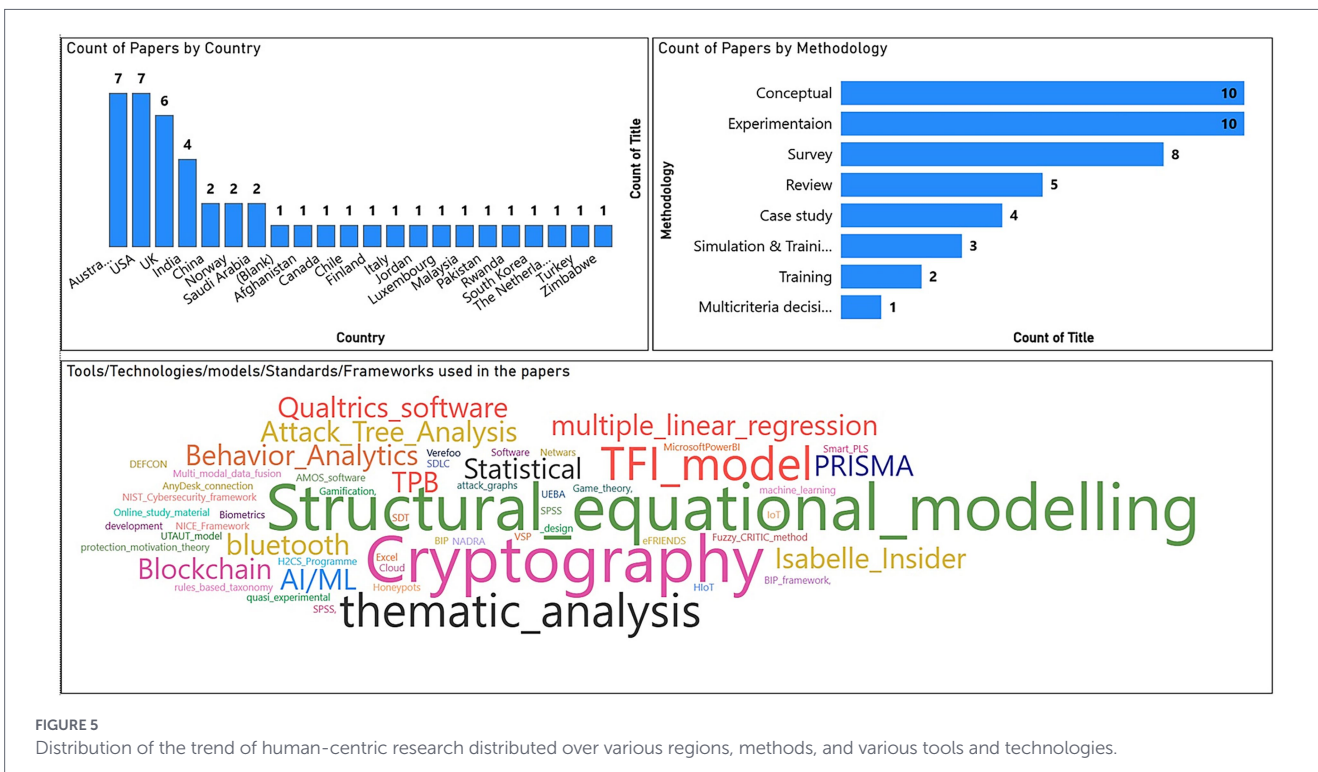 Count of Papers by Country
7 7 6 4 2 2 2 1 1 1 1 1 1 1 1 1 1 1 1 1 1 1
Austra...
USA
UK
India
China
Norway
Saudi Arabia
(Blank)
Afghanistan
Canada
Chile
Finland
Italy
Jordan
Luxembourg
Malaysia
Pakistan
Rwanda
South Korea
The Netherla...
Turkey
Zimbabwe
Country
Count of Title
Count of Papers by Methodology
Methodology
Conceptual 10
Experimentaion 10
Survey 8
Review 5
Case study 4
Simulation & Traini... 3
Training 2
Multicriteria decisi... 1
Count of Title
Tools/Technologies/models/Standards/Frameworks used in the papers
Qualtrics_software
multiple_linear_regression
Attack_Tree_Analysis
Behavior_Analytics Verefoo Software Netwars MicrosoftPowerBI Smart_PLS
DEFCON SDLC Statistical TFI_model PRISMA
Multi_modal_data_fusion AMOS_software TPB
AnyDesk_connection Gamification, attack_graphs UEBA Game_theory, machine_learning
NIST_Cybersecurity_framework Structural_equational_modelling
Online_study_material Biometrics SDT SPSS IoT
development NICE_Framework _design
UTAUT_model bluetooth BIP NADRA VSP eFRIENDS Fuzzy_CRITIC_method
protection_motivation_theory Excel Cryptography Isabelle_Insider
Blockchain H2CS_Programme Cloud
rules_based_taxonomy AI/ML Honeypots HIoT BIP_framework,
quasi_experimental
SPSS, thematic_analysis
FIGURE 5
Distribution of the trend of human-centric research distributed over various regions, methods, and various tools and technologies.